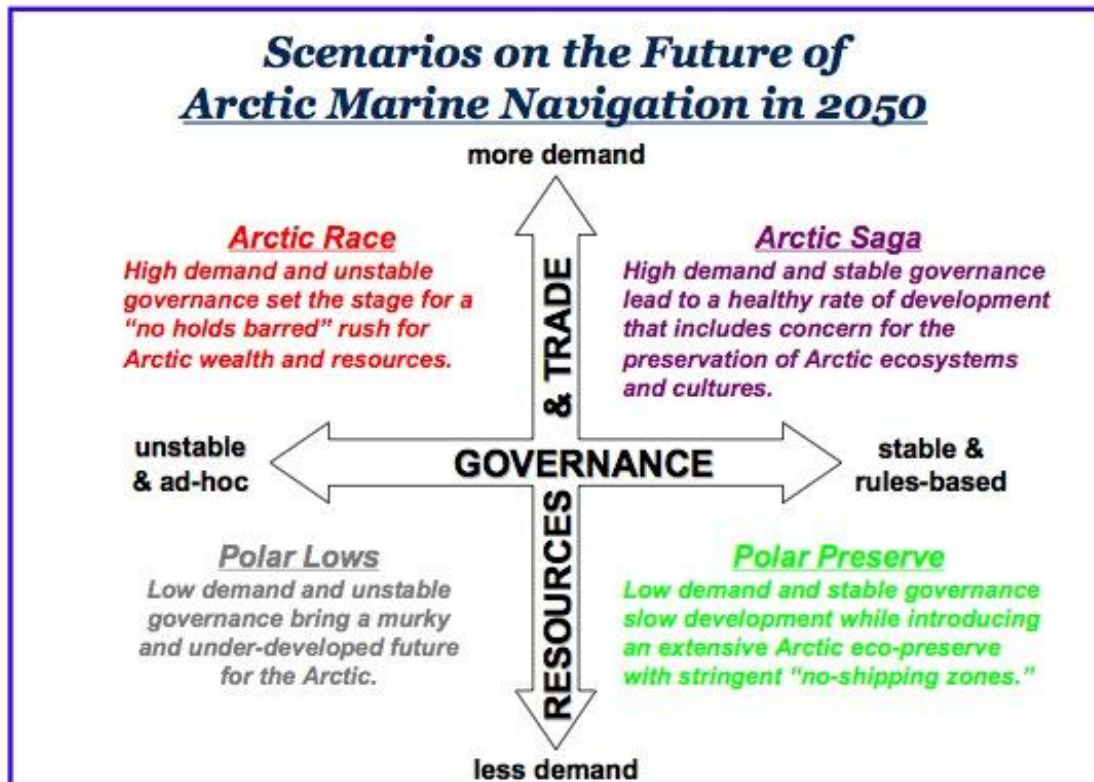 Scenarios on the Future of
Arctic Marine Navigation in 2050
more demand
Arctic Race
High demand and unstable
governance set the stage for a
“no holds barred” rush for
Arctic wealth and resources.
Arctic Saga
High demand and stable governance
lead to a healthy rate of development
that includes concern for the
preservation of Arctic ecosystems
and cultures.
unstable
& ad-hoc
GOVERNANCE
stable &
rules-based
RESOURCES & TRADE
Polar Lows
Low demand and unstable
governance bring a murky
and under-developed future
for the Arctic.
Polar Preserve
Low demand and stable governance
slow development while introducing
an extensive Arctic eco-preserve
with stringent “no-shipping zones.”
less demand